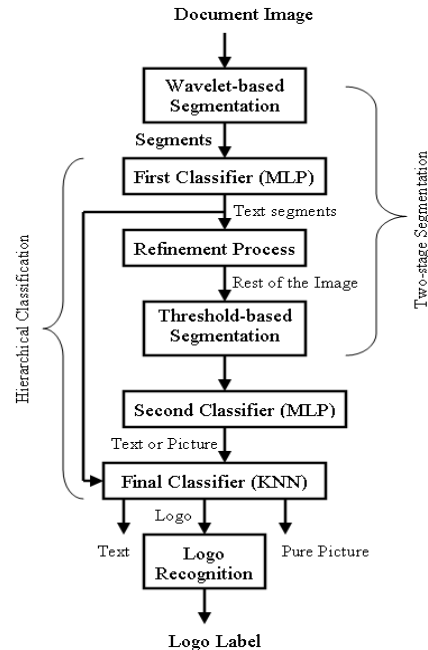 Document Image
Wavelet-based
Segmentation
Segments
First Classifier (MLP)
Text segments
Refinement Process
Rest of the Image
Threshold-based
Segmentation
Second Classifier (MLP)
Text or Picture
Final Classifier (KNN)
Logo
Text
Logo
Recognition
Pure Picture
Logo Label
Hierarchical Classification
Two-stage Segmentation